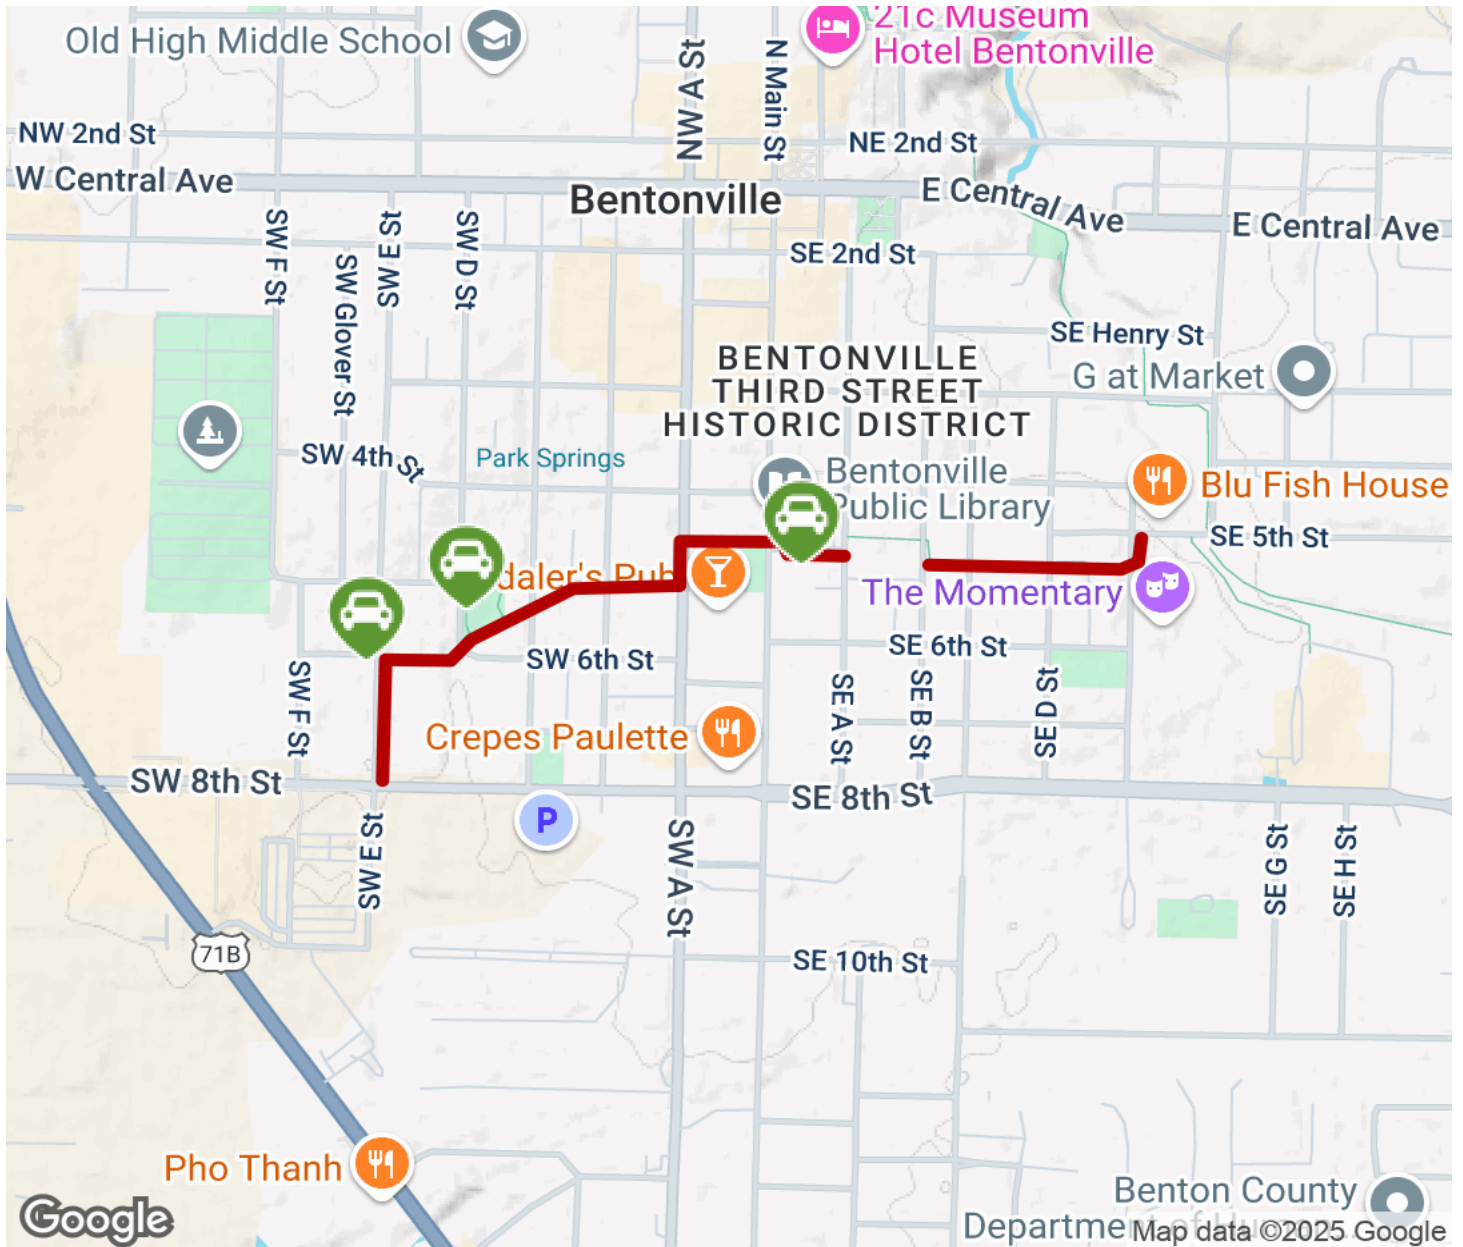 21c Museum
Hotel Bentonville
Old High Middle School
NW A St
N Main St
NW 2nd St
NE 2nd St
W Central Ave
Bentonville
E Central Ave
E Central Ave
SW F St
SW E St
SW D St
SE 2nd St
SW Glover St
SE Henry St
BENTONVILLE
THIRD STREET
HISTORIC DISTRICT
G at Market
SW 4th St
Park Springs
Bentonville
Public Library
Blu Fish House
SE 5th St
daler's Pub
The Momentary
SW 6th St
SE 6th St
SW F St
SE A St
SE B St
SE D St
Crepes Paulette
SW 8th St
SE 8th St
P
SW E St
SW A St
SE G St
SE H St
71B
SE 10th St
Pho Thanh
Benton County
Google
Map data ©2025 Google